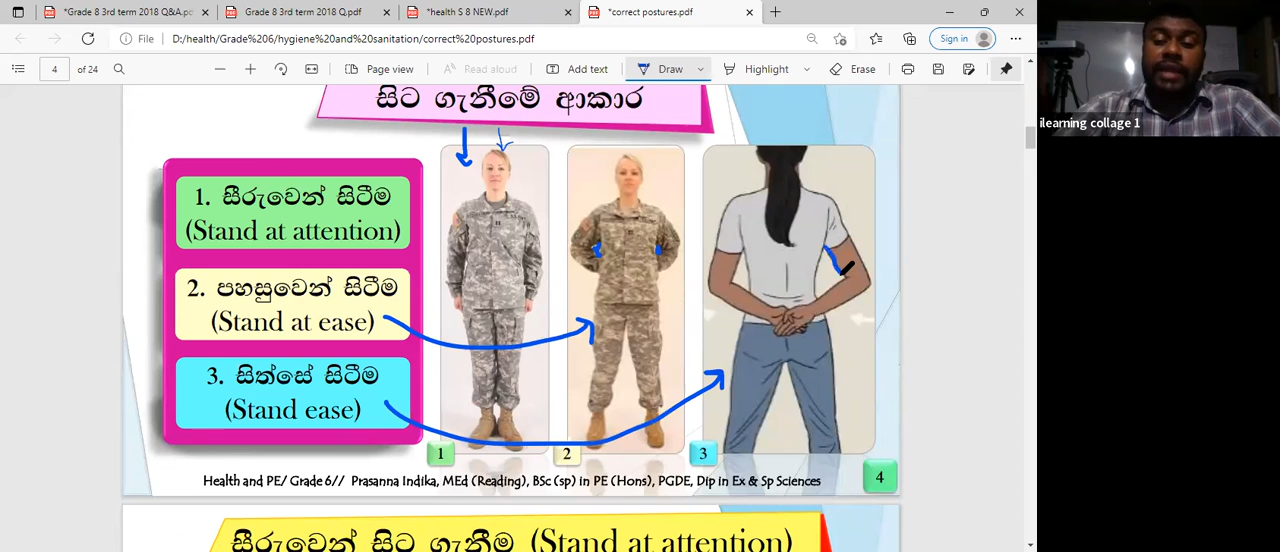 *Grade 8 3rd term 2018 Q&A.pdf
Grade 8 3rd term 2018 Q.pdf
*health S 8 NEW.pdf
*correct postures.pdf
File D:/health/Grade%206/hygiene%20and%20sanitation/correct%20postures.pdf
Sign in
4 of 24
Page view
Read aloud
Add text
Draw
Highlight
Erase
ilearning collage 1
සිට ගැනීමේ ආකාර
1. සීරුවෙන් සිටීම
(Stand at attention)
2. පහසුවෙන් සිටීම
(Stand at ease)
3. සිත්සේ සිටීම
(Stand ease)
1
2
3
Health and PE/ Grade 6// Prasanna Indika, MEd (Reading), BSc (sp) in PE (Hons), PGDE, Dip in Ex & Sp Sciences
4
සීරුවෙන් සිට ගැනීම (Stand at attention)